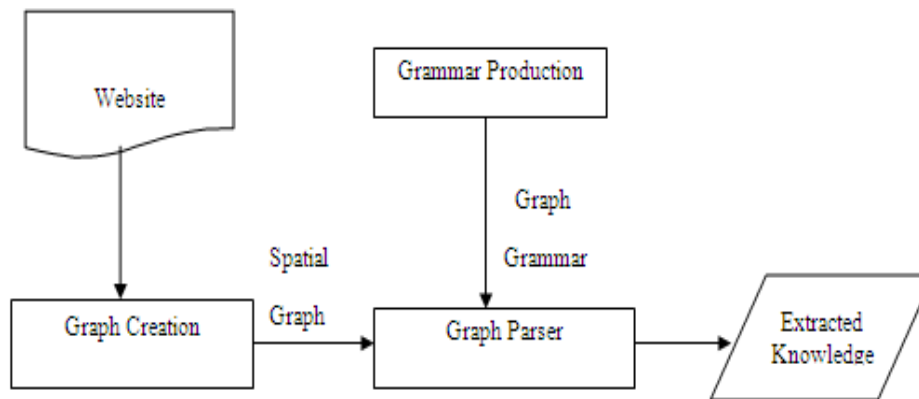 Website
Grammar Production
Graph
Grammar
Spatial
Graph
Graph Creation
Graph Parser
Extracted
Knowledge